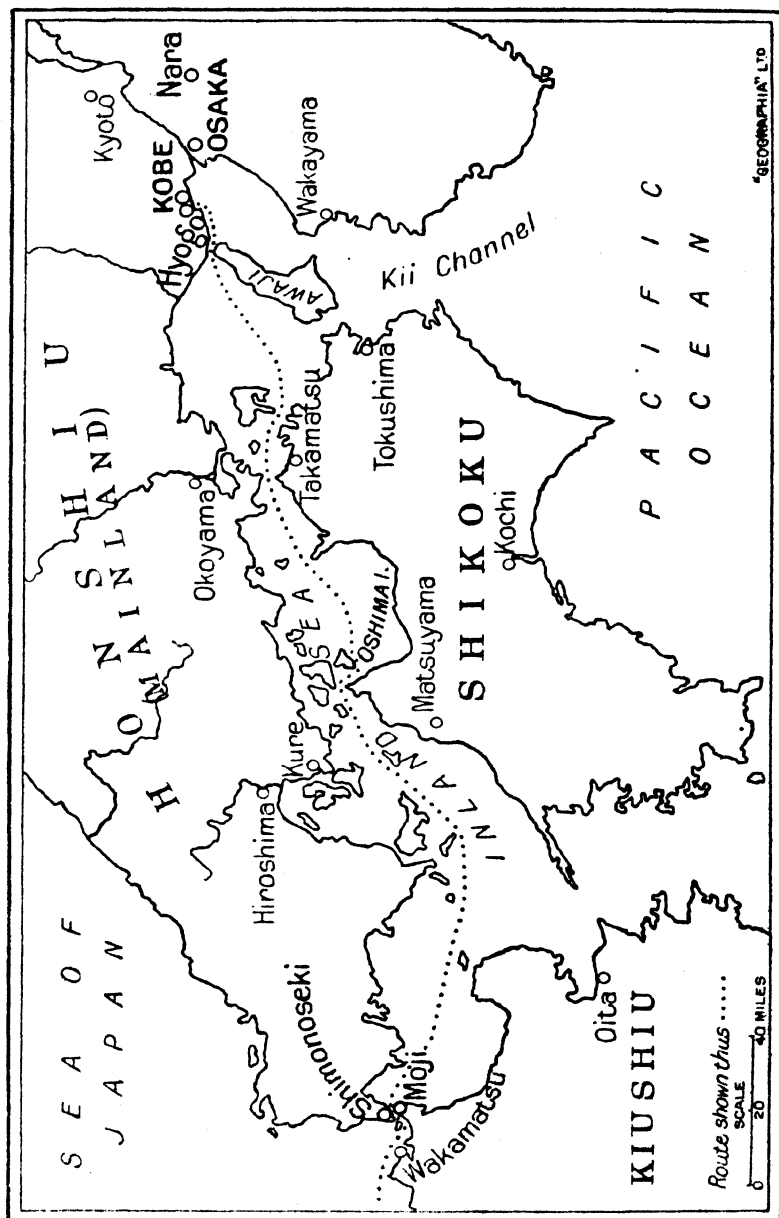 SEA OF
JAPAN
HONSHIU
(MAINLAND)
Kyoto
Nara
KOBE
OSAKA
Hyogo
Wakayama
AWAJI
Kii Channel
Okoyama
Takamatsu
Tokushima
SHIKOKU
Kochi
Matsuyama
OSHIMA I.
INLAND SEA
Kure
Hiroshima
Shimonoseki
Moji
Wakamatsu
Oita
KIUSHIU
PACIFIC
OCEAN
Route shown thus .....
SCALE
0 20 40 MILES
"GEOGRAPHIA" LTD